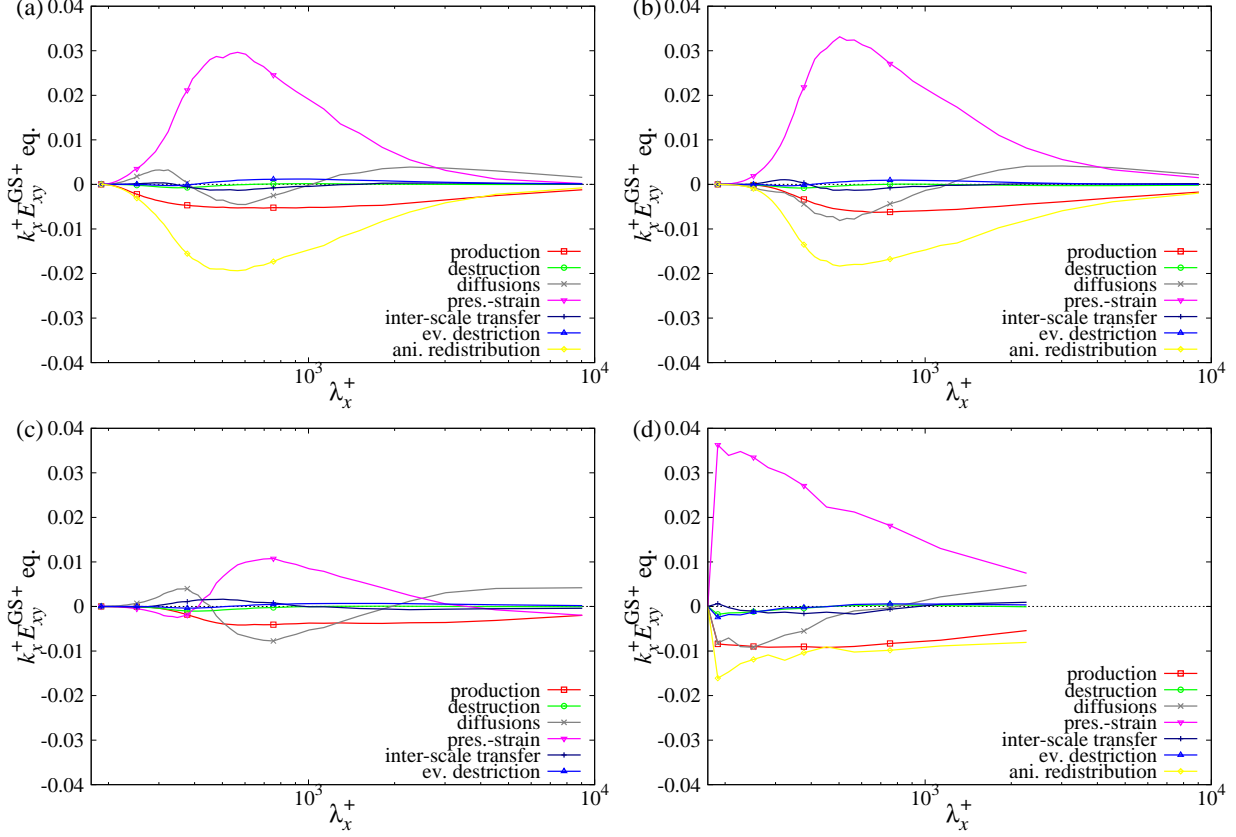 (a)
0.04
0.03
0.02
0.01
0
-0.01
-0.02
-0.03
-0.04
k_x^+ E_xy^GS+ eq.
production
destruction
diffusions
pres.-strain
inter-scale transfer
ev. destriction
ani. redistribution
10^3
10^4
λ_x^+
(b)
0.04
0.03
0.02
0.01
0
-0.01
-0.02
-0.03
-0.04
k_x^+ E_xy^GS+ eq.
production
destruction
diffusions
pres.-strain
inter-scale transfer
ev. destriction
ani. redistribution
10^3
10^4
λ_x^+
(c)
0.04
0.03
0.02
0.01
0
-0.01
-0.02
-0.03
-0.04
k_x^+ E_xy^GS+ eq.
production
destruction
diffusions
pres.-strain
inter-scale transfer
ev. destriction
10^3
10^4
λ_x^+
(d)
0.04
0.03
0.02
0.01
0
-0.01
-0.02
-0.03
-0.04
k_x^+ E_xy^GS+ eq.
production
destruction
diffusions
pres.-strain
inter-scale transfer
ev. destriction
ani. redistribution
10^3
10^4
λ_x^+